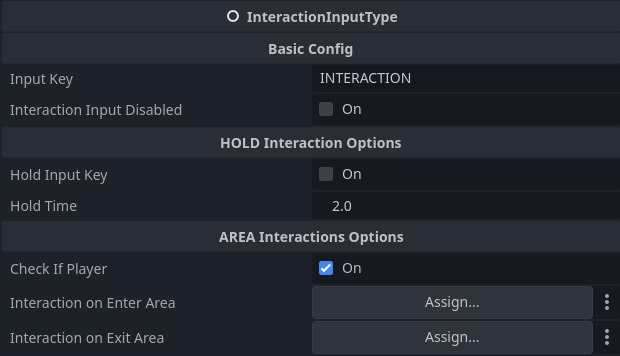 InteractionInputType
Basic Config
Input Key INTERACTION
Interaction Input Disabled On
HOLD Interaction Options
Hold Input Key On
Hold Time 2.0
AREA Interactions Options
Check If Player On
Interaction on Enter Area Assign...
Interaction on Exit Area Assign...